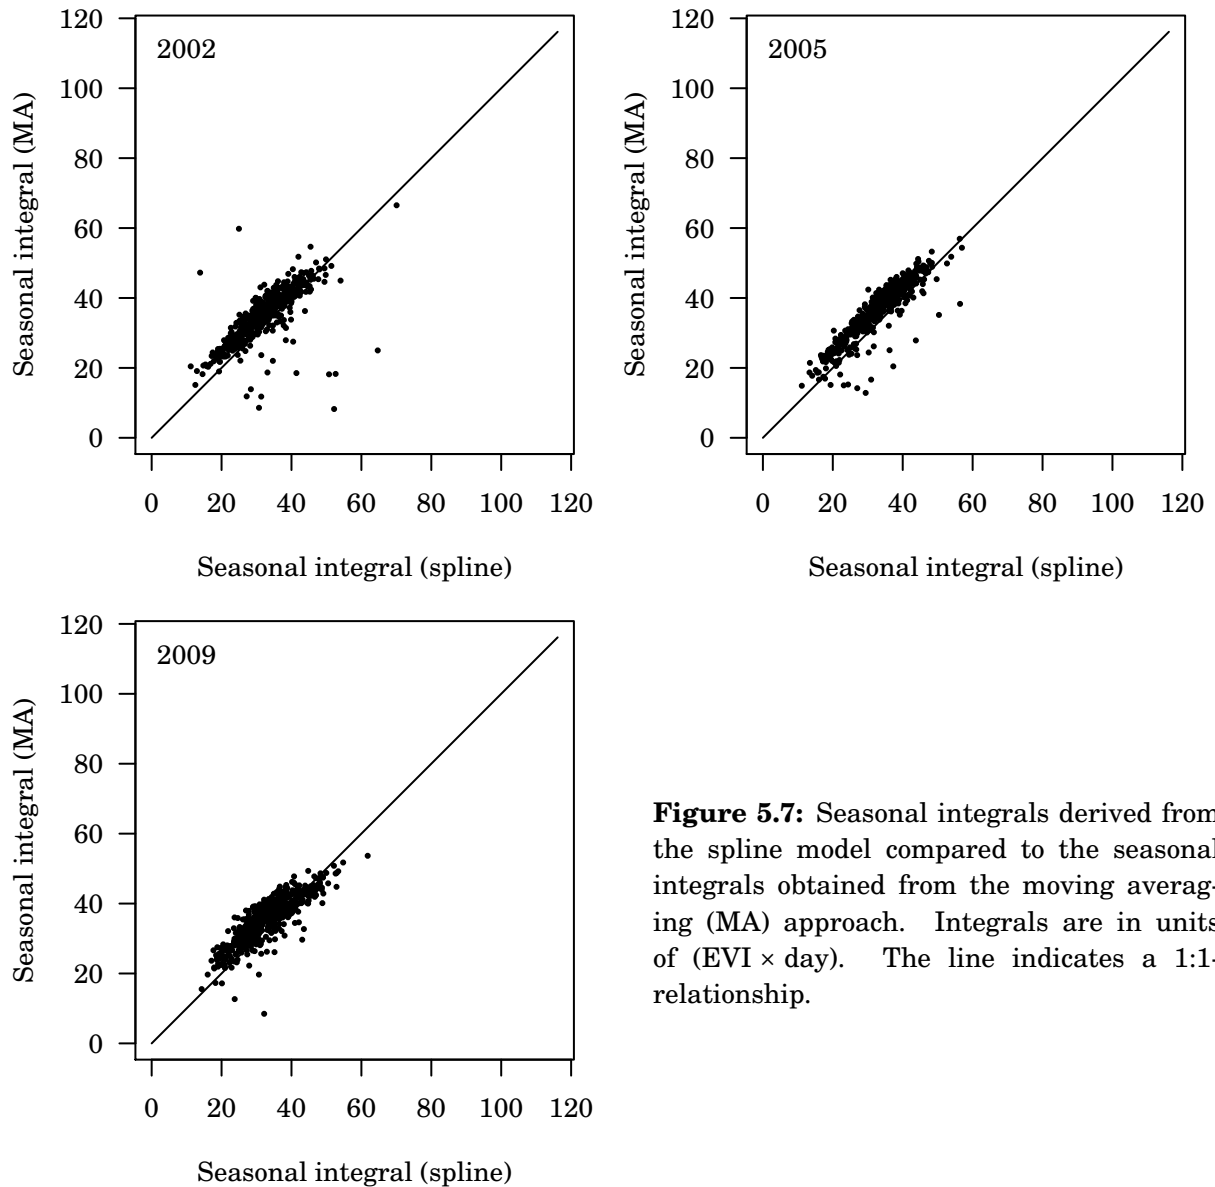 2002
Seasonal integral (MA)
120
100
80
60
40
20
0
0 20 40 60 80 100 120
Seasonal integral (spline)
2005
Seasonal integral (MA)
120
100
80
60
40
20
0
0 20 40 60 80 100 120
Seasonal integral (spline)
2009
Seasonal integral (MA)
120
100
80
60
40
20
0
0 20 40 60 80 100 120
Seasonal integral (spline)
Figure 5.7: Seasonal integrals derived from
the spline model compared to the seasonal
integrals obtained from the moving averag-
ing (MA) approach. Integrals are in units
of (EVI × day). The line indicates a 1:1-
relationship.